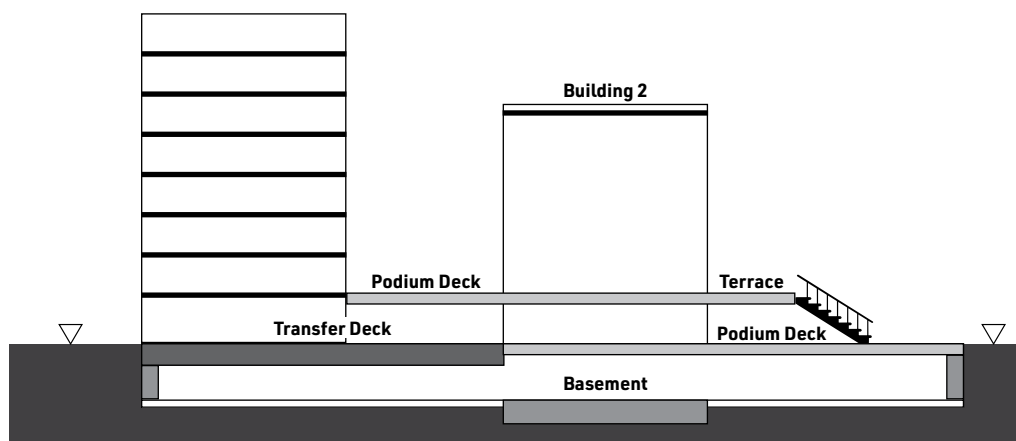 Building 2
Podium Deck
Terrace
Transfer Deck
Podium Deck
Basement